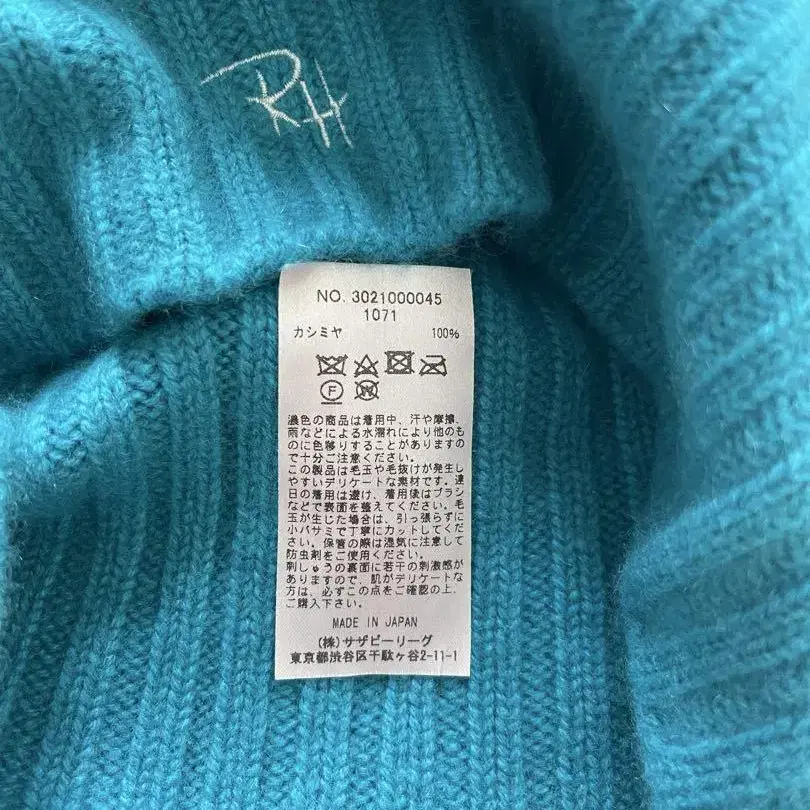 RH
NO. 3021000045
1071
カシミヤ 100%
F
W
濃色の商品は着用中、汗や摩擦、
雨などによる水濡れにより他のも
のに色移りすることがありますの
で十分ご注意ください。
この製品は毛玉や毛抜けが発生し
やすいデリケートな素材です。連
日の着用は避け、着用後はブラシ
などで表面を整えてください。毛
玉が生じた場合は、引っ張らずに
小バサミで丁寧にカットしてくだ
さい。保管の際は湿気に注意して
防虫剤をご使用ください。
刺しゅうの裏面に若干の刺激感が
ありますので、肌がデリケートな
方は、必ずこの点をご確認の上、
ご購入下さい。
MADE IN JAPAN
(株)サザビーリーグ
東京都渋谷区千駄ヶ谷2-11-1